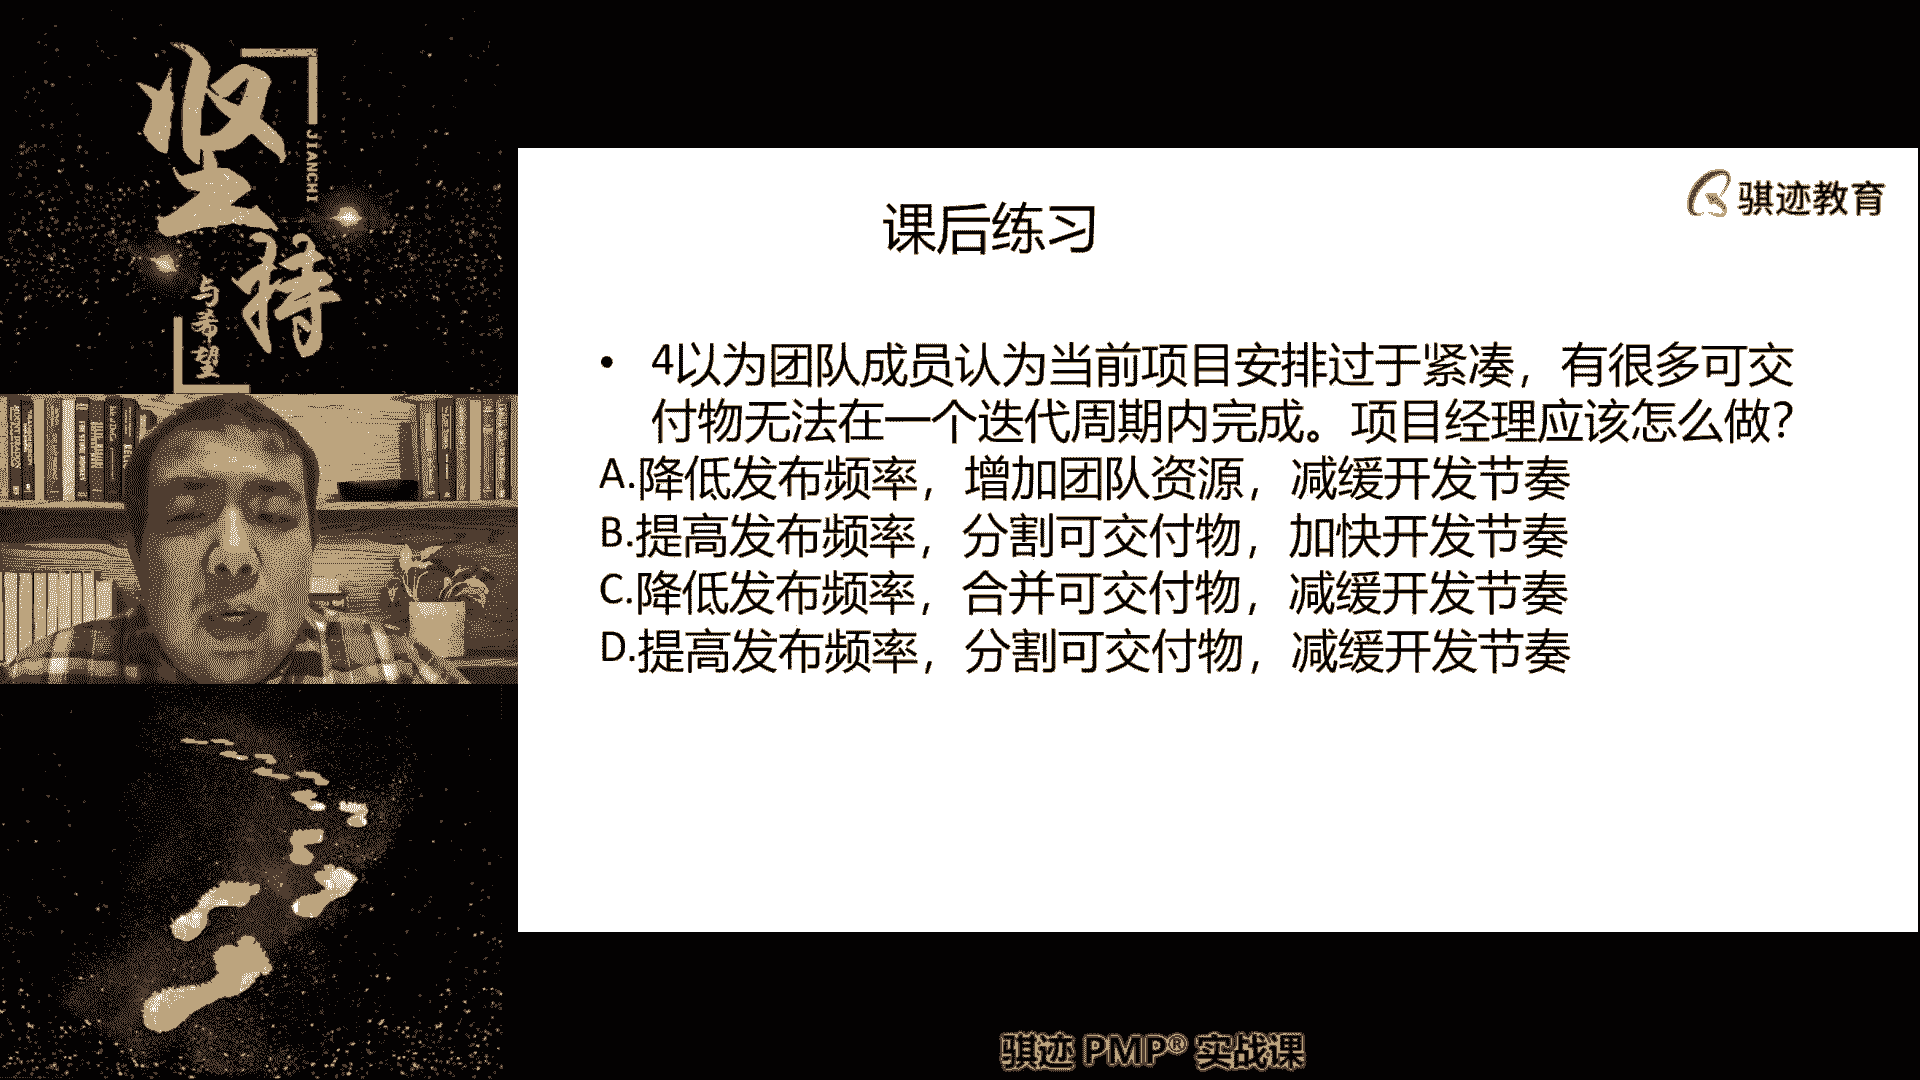 坚持
JIANCHI
与希望
骐迹教育
课后练习
• 4以为团队成员认为当前项目安排过于紧凑，有很多可交
付物无法在一个迭代周期内完成。项目经理应该怎么做？
A.降低发布频率，增加团队资源，减缓开发节奏
B.提高发布频率，分割可交付物，加快开发节奏
C.降低发布频率，合并可交付物，减缓开发节奏
D.提高发布频率，分割可交付物，减缓开发节奏
骐迹 PMP® 实战课